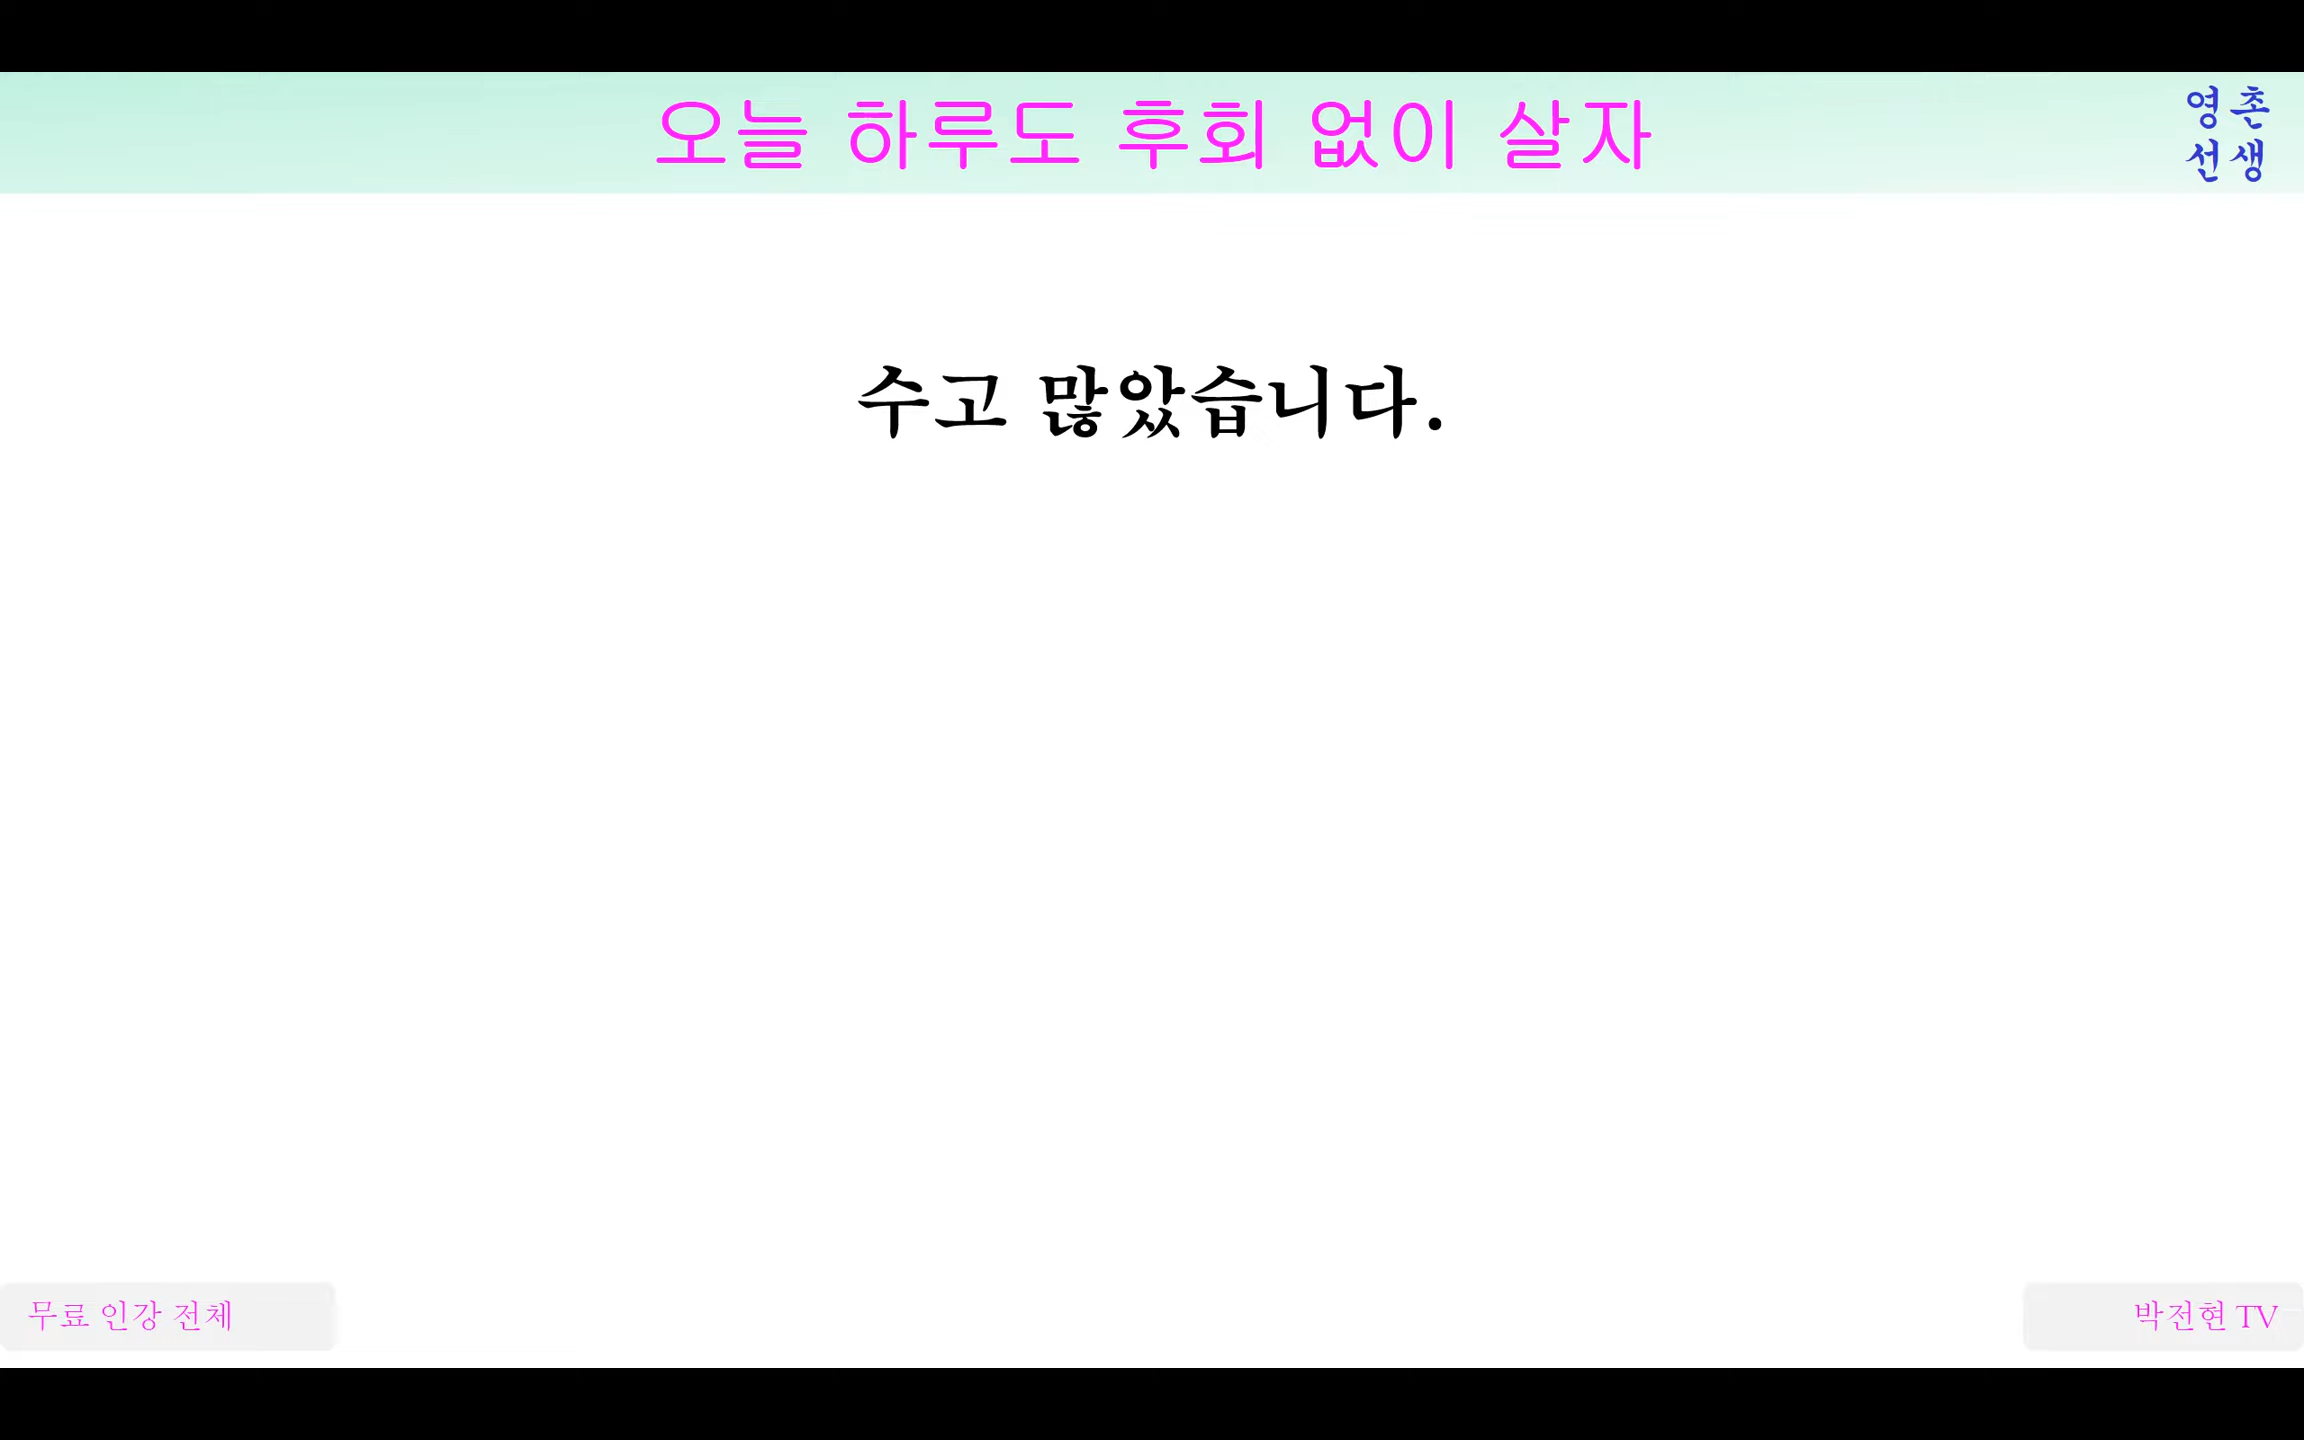 오늘 하루도 후회 없이 살자
영촌
선생
수고 많았습니다.
무료 인강 전체
박전현 TV